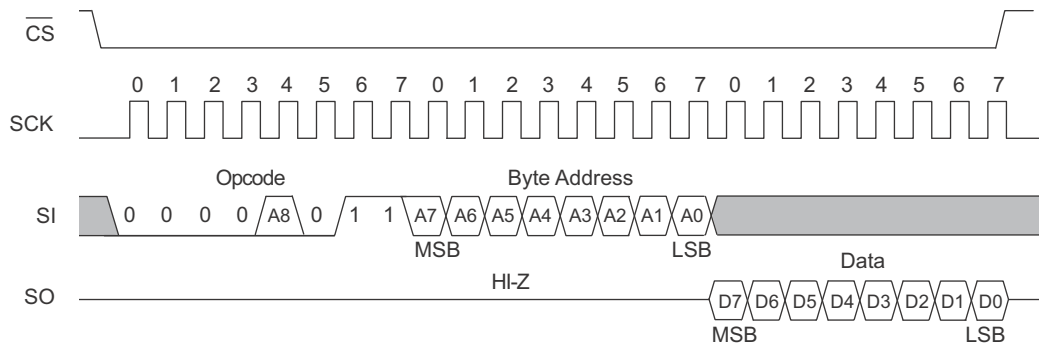 CS
0 1 2 3 4 5 6 7 0 1 2 3 4 5 6 7 0 1 2 3 4 5 6 7
SCK
Opcode Byte Address
SI 0 0 0 0 A8 0 1 1 A7 A6 A5 A4 A3 A2 A1 A0
MSB LSB
HI-Z Data
SO D7 D6 D5 D4 D3 D2 D1 D0
MSB LSB